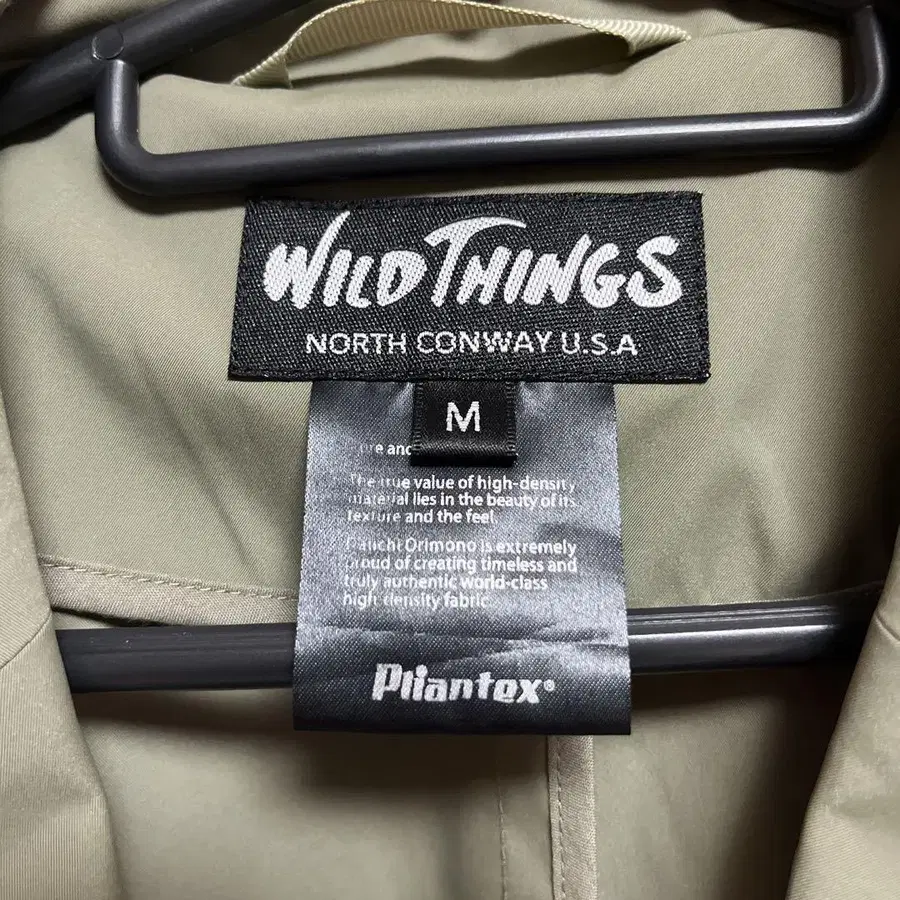 WILD THINGS
NORTH CONWAY U.S.A
M
and
The true value of high-density
material lies in the beauty of its
texture and the feel.
Daiichi Orimono is extremely
proud of creating timeless and
truly authentic world-class
high density fabric
Pliantex®